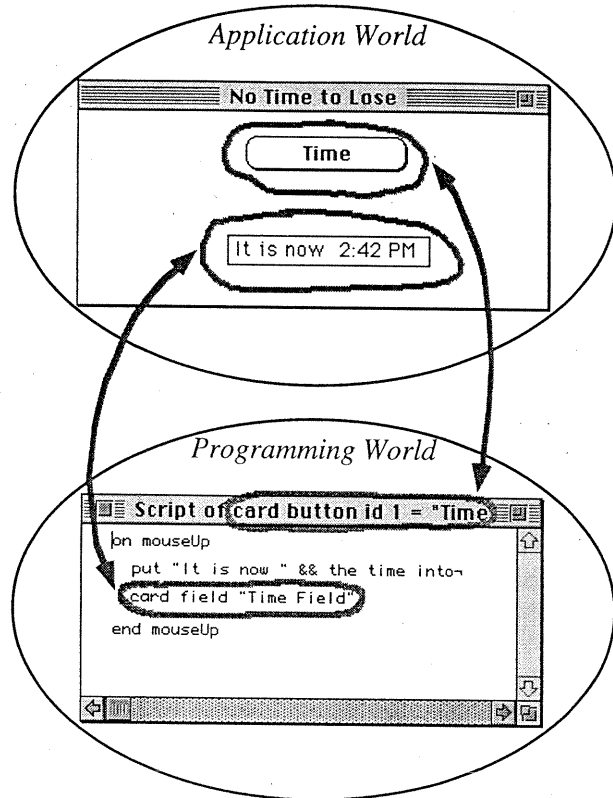 Application World
No Time to Lose
Time
It is now 2:42 PM
Programming World
Script of card button id 1 = "Time
on mouseUp
put "It is now " && the time into¬
card field "Time Field"
end mouseUp